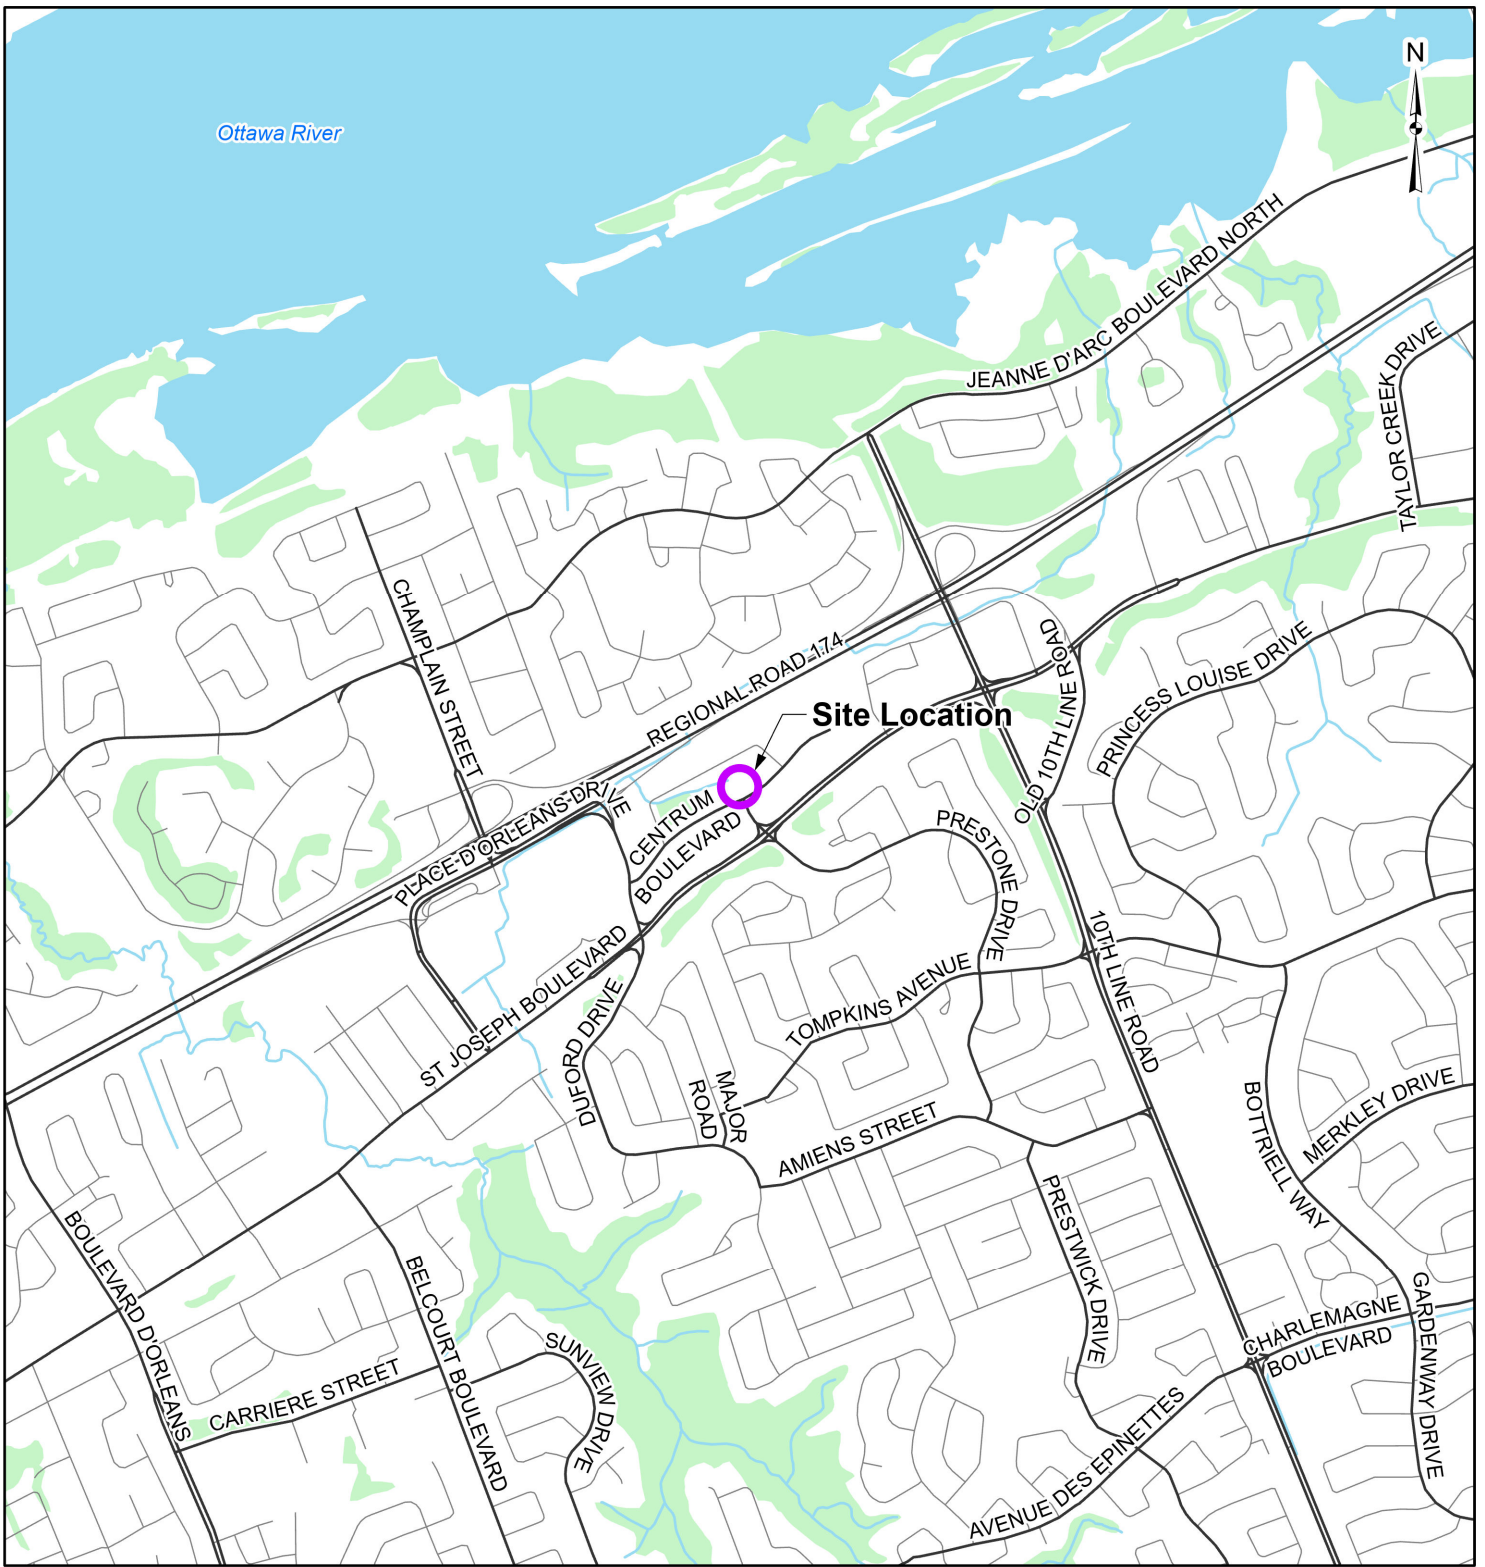 N
Ottawa River
JEANNE D'ARC BOULEVARD NORTH
TAYLOR CREEK DRIVE
CHAMPLAIN STREET
REGIONAL ROAD 174
OLD 10TH LINE ROAD
PRINCESS LOUISE DRIVE
Site Location
PLACE D'ORLEANS DRIVE
CENTRUM
BOULEVARD
PRESTONE DRIVE
ST JOSEPH BOULEVARD
10TH LINE ROAD
TOMPKINS AVENUE
DUFORD DRIVE
MAJOR
ROAD
AMIENS STREET
BOTTRIELL WAY
MERKLEY DRIVE
PRESTWICK DRIVE
BOULEVARD D'ORLEANS
BELCOURT BOULEVARD
CARRIERE STREET
SUNVIEW DRIVE
CHARLEMAGNE
BOULEVARD
GARDENWAY DRIVE
AVENUE DES EPINETTES